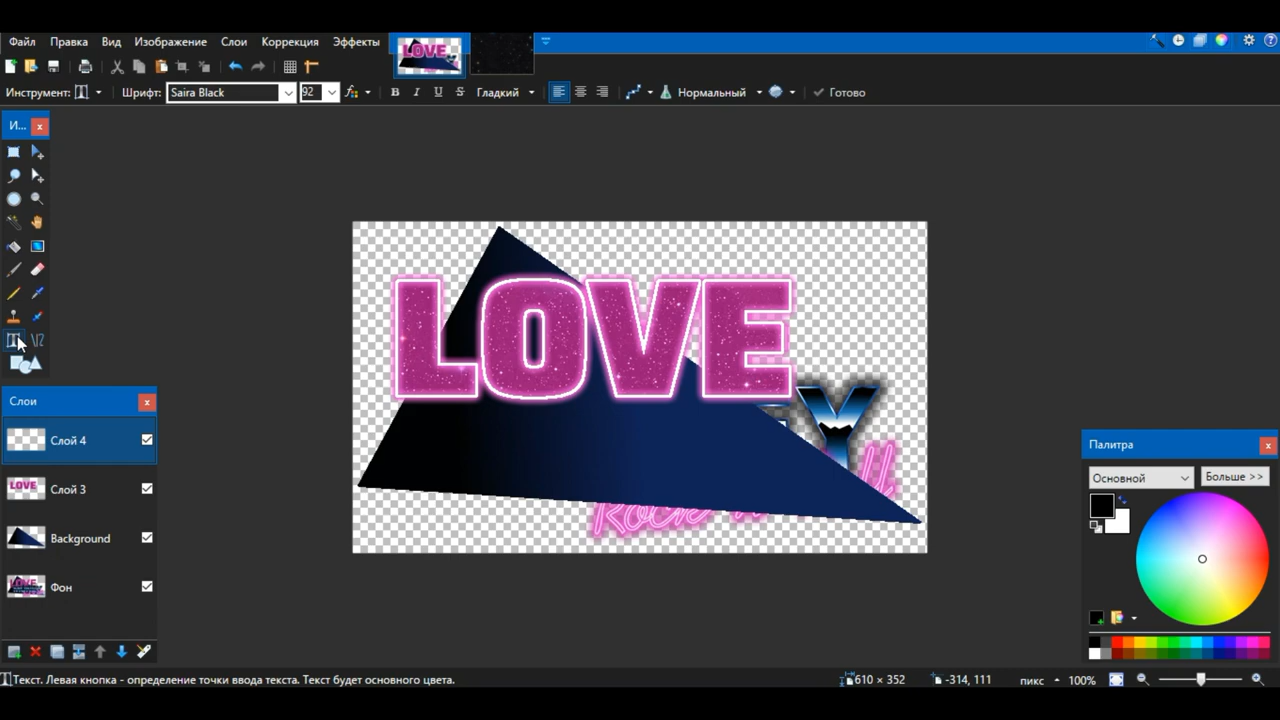 Файл Правка Вид Изображение Слои Коррекция Эффекты
Инструмент: Шрифт: Saira Black 92 B I U S Гладкий Нормальный Готово
И...
LOVE
Y
Rock
Слои
Слой 4
Слой 3
Background
Фон
Палитра
Основной Больше >>
Текст. Левая кнопка - определение точки ввода текста. Текст будет основного цвета. 610 × 352 -314, 111 пикс 100%